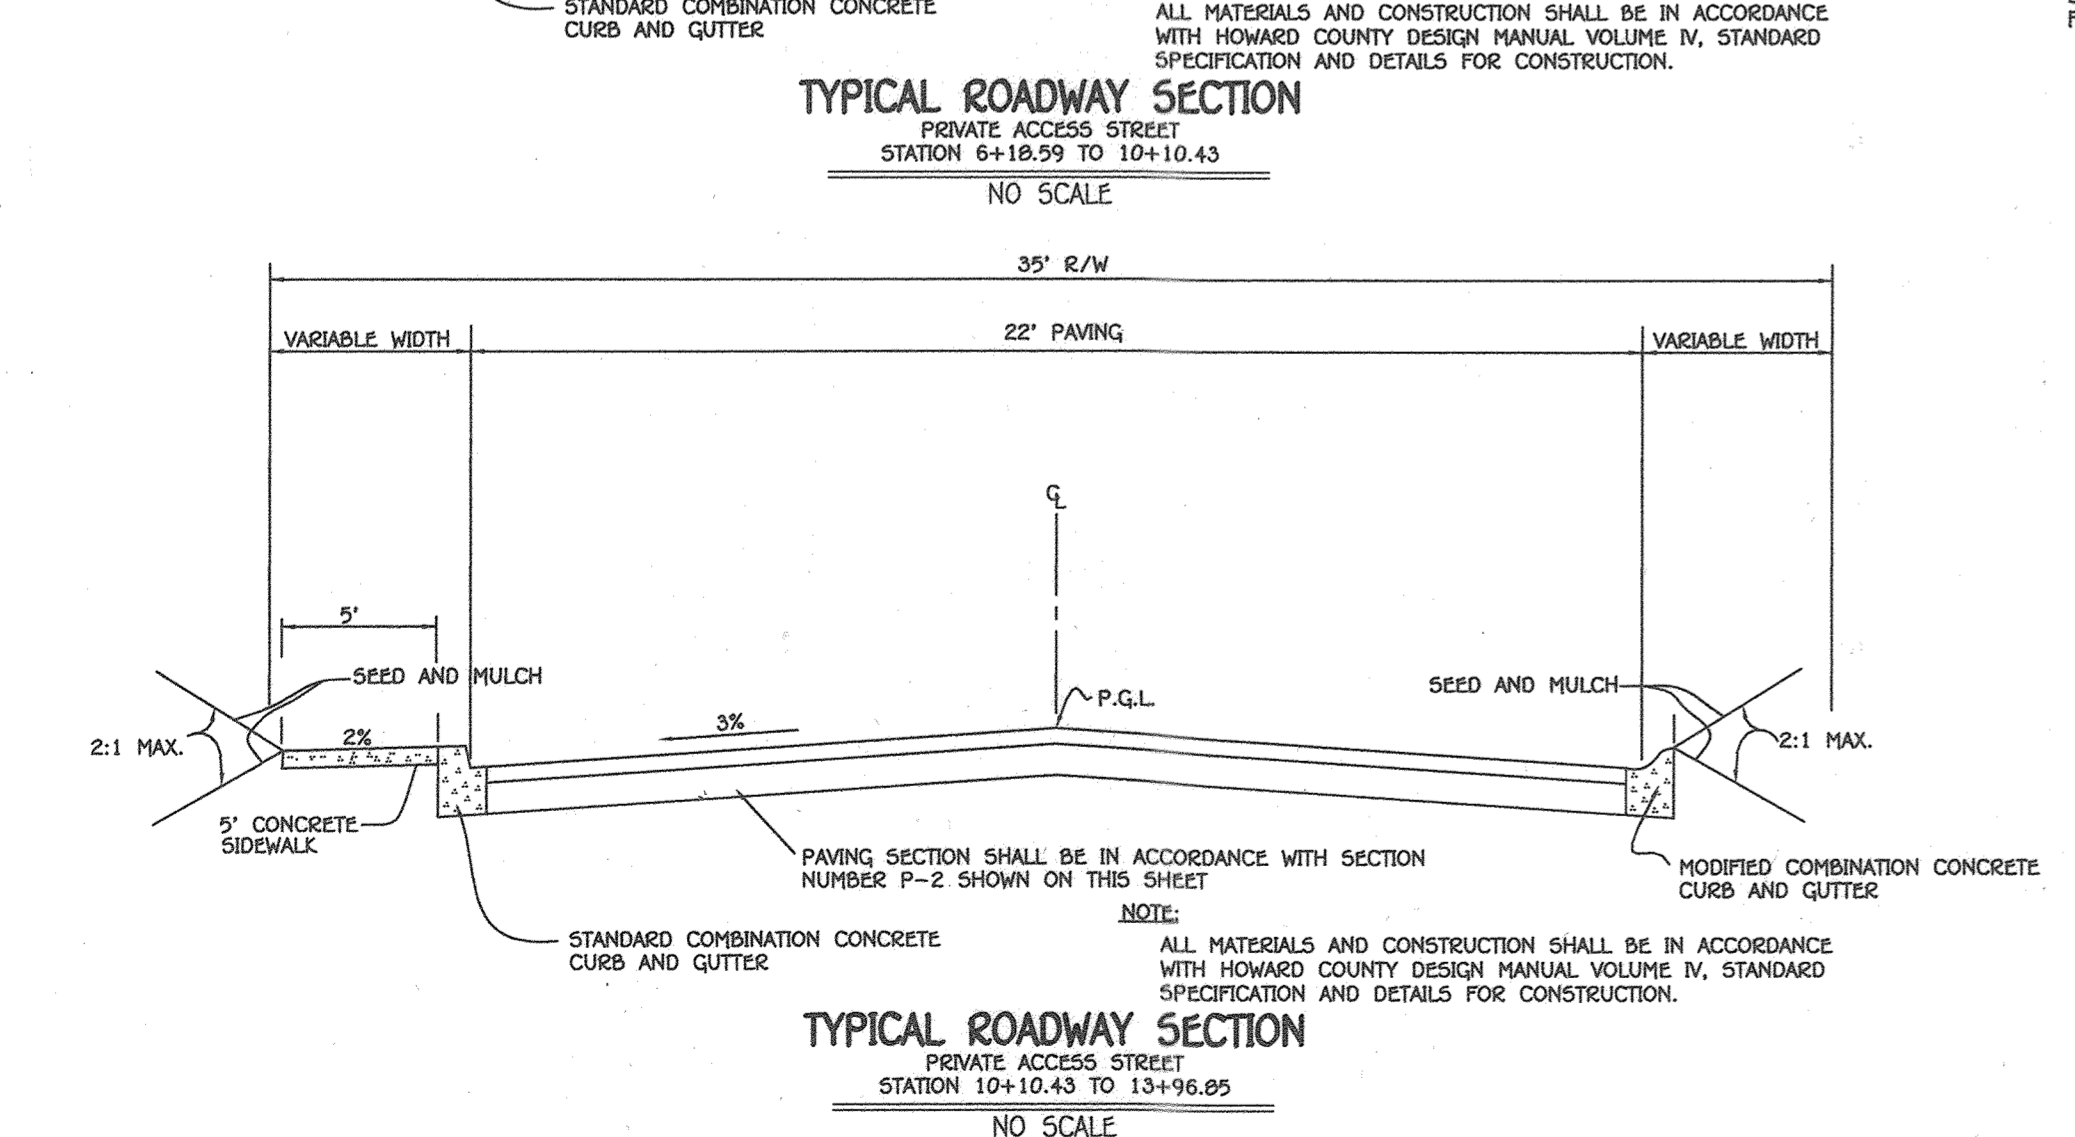 STANDARD COMBINATION CONCRETE
CURB AND GUTTER
ALL MATERIALS AND CONSTRUCTION SHALL BE IN ACCORDANCE
WITH HOWARD COUNTY DESIGN MANUAL VOLUME IV, STANDARD
SPECIFICATION AND DETAILS FOR CONSTRUCTION.
TYPICAL ROADWAY SECTION
PRIVATE ACCESS STREET
STATION 6+18.59 TO 10+10.43
NO SCALE
35' R/W
VARIABLE WIDTH
22' PAVING
VARIABLE WIDTH
CL
5'
SEED AND MULCH
SEED AND MULCH
P.G.L.
3%
2%
2:1 MAX.
2:1 MAX.
5' CONCRETE
SIDEWALK
PAVING SECTION SHALL BE IN ACCORDANCE WITH SECTION
NUMBER P-2 SHOWN ON THIS SHEET
MODIFIED COMBINATION CONCRETE
CURB AND GUTTER
STANDARD COMBINATION CONCRETE
CURB AND GUTTER
NOTE:
ALL MATERIALS AND CONSTRUCTION SHALL BE IN ACCORDANCE
WITH HOWARD COUNTY DESIGN MANUAL VOLUME IV, STANDARD
SPECIFICATION AND DETAILS FOR CONSTRUCTION.
TYPICAL ROADWAY SECTION
PRIVATE ACCESS STREET
STATION 10+10.43 TO 13+96.85
NO SCALE